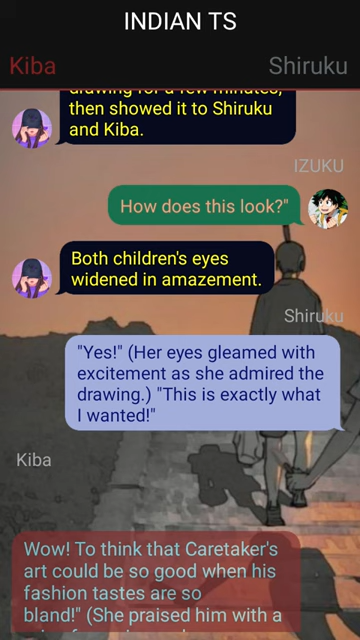 INDIAN TS
Kiba
Shiruku
drawing for a few minutes,
then showed it to Shiruku
and Kiba.
IZUKU
How does this look?"
Both children's eyes
widened in amazement.
Shiruku
"Yes!" (Her eyes gleamed with
excitement as she admired the
drawing.) "This is exactly what
I wanted!"
Kiba
Wow! To think that Caretaker's
art could be so good when his
fashion tastes are so
bland!" (She praised him with a